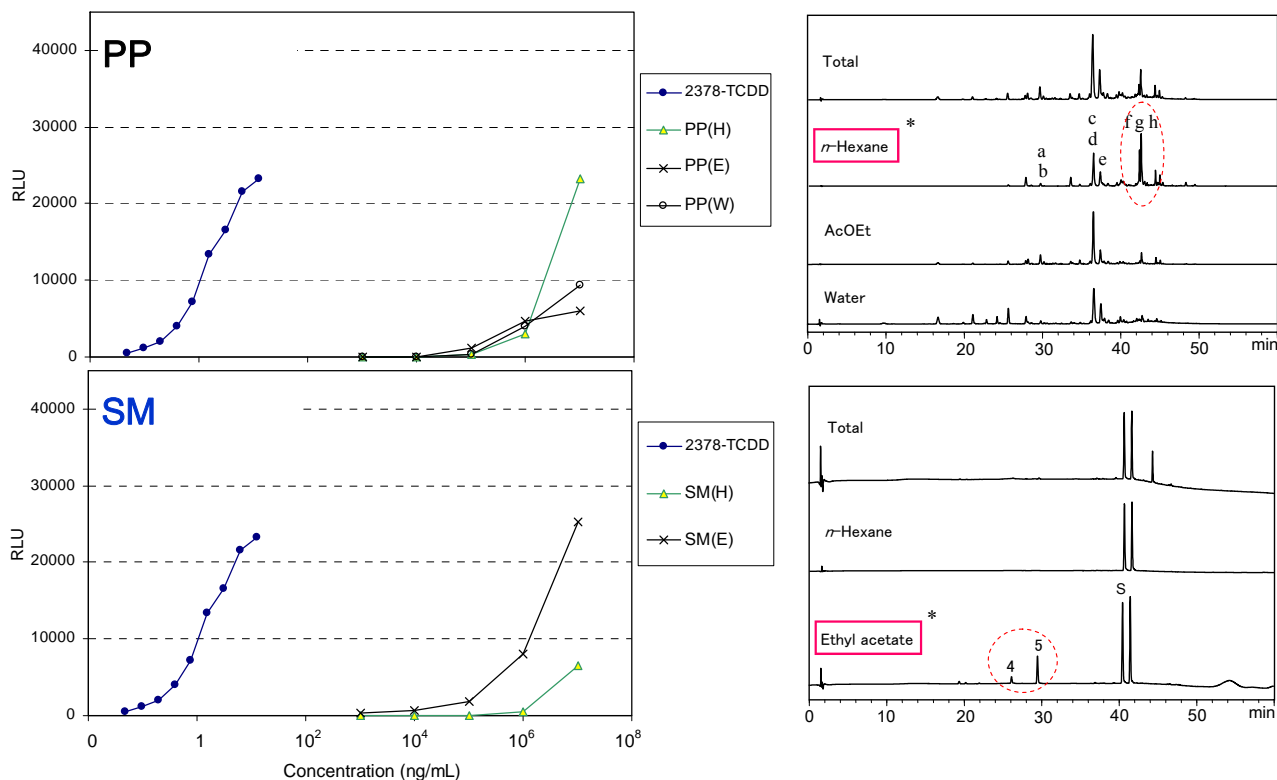 PP
RLU
40000
30000
20000
10000
0
2378-TCDD
PP(H)
PP(E)
PP(W)
Total
n-Hexane *
a
b
c
d
e
f g h
AcOEt
Water
0 10 20 30 40 50 min
SM
RLU
40000
30000
20000
10000
0
0 1 10² 10⁴ 10⁶ 10⁸
Concentration (ng/mL)
2378-TCDD
SM(H)
SM(E)
Total
n-Hexane
Ethyl acetate *
4
5
S
0 10 20 30 40 50 min